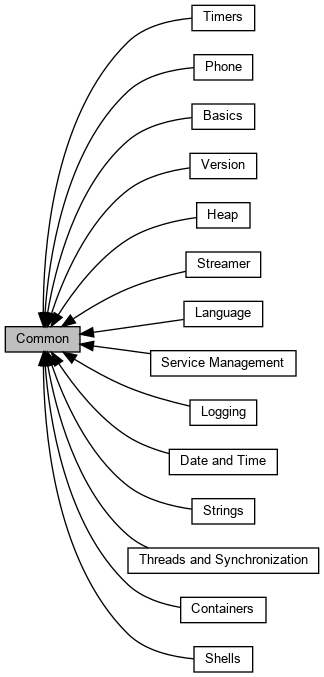 Timers
Phone
Basics
Version
Heap
Streamer
Language
Common
Service Management
Logging
Date and Time
Strings
Threads and Synchronization
Containers
Shells